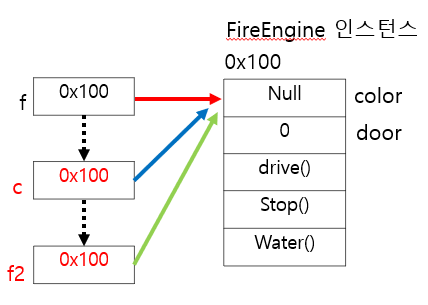 FireEngine 인스턴스
0x100
f
0x100
Null
color
0
door
c
0x100
drive()
Stop()
Water()
f2
0x100